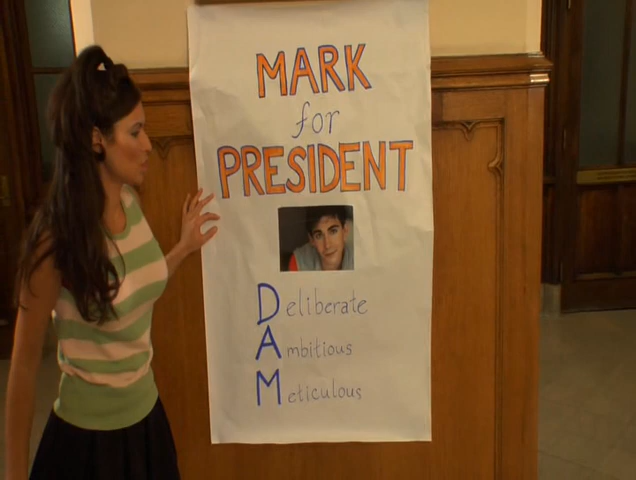 MARK
for
PRESIDENT
Deliberate
Ambitious
Meticulous